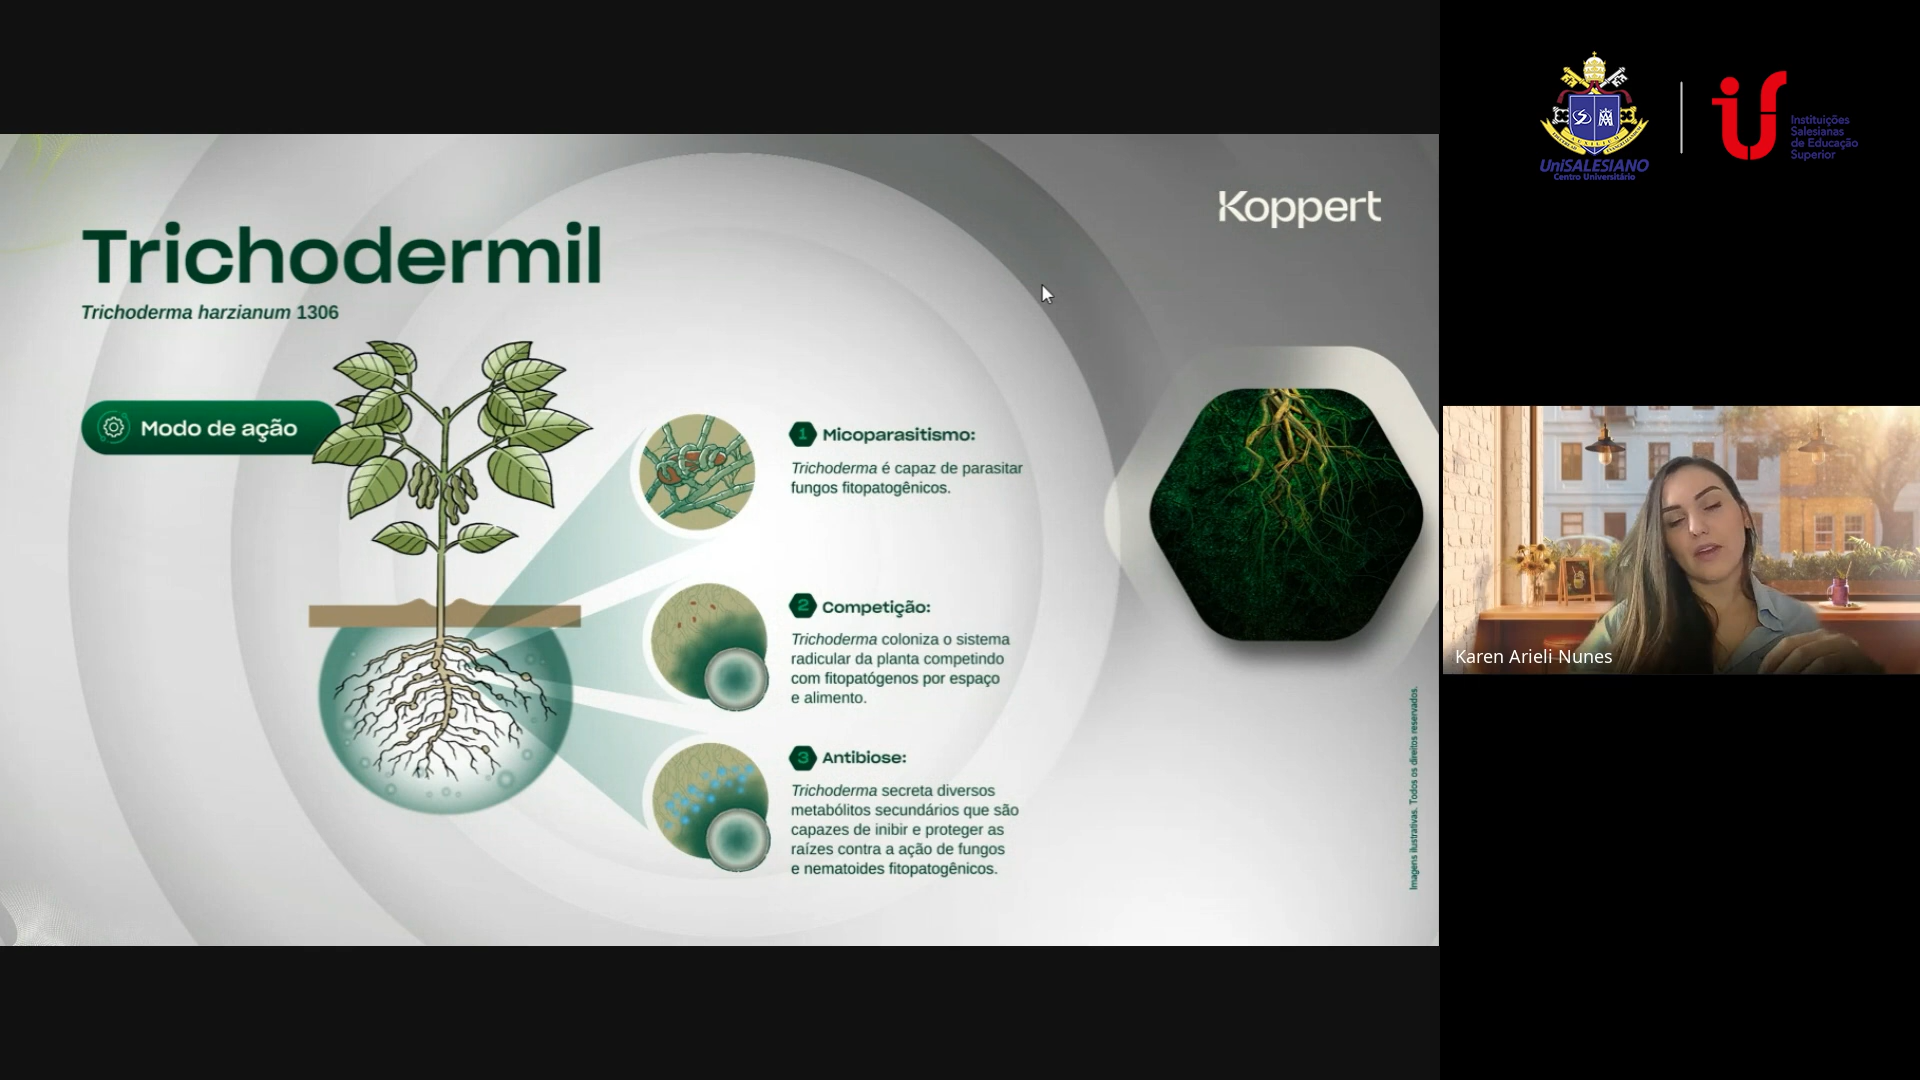 Koppert
Trichodermil
Trichoderma harzianum 1306
Modo de ação
1 Micoparasitismo:
Trichoderma é capaz de parasitar
fungos fitopatogênicos.
2 Competição:
Trichoderma coloniza o sistema
radicular da planta competindo
com fitopatógenos por espaço
e alimento.
3 Antibiose:
Trichoderma secreta diversos
metabólitos secundários que são
capazes de inibir e proteger as
raízes contra a ação de fungos
e nematoides fitopatogênicos.
Imagens ilustrativas. Todos os direitos reservados.
UniSALESIANO
Centro Universitário
Instituições
Salesianas
de Educação
Superior
Karen Arieli Nunes